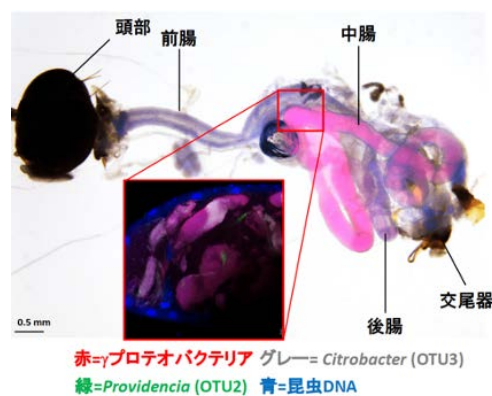 頭部
前腸
中腸
交尾器
後腸
0.5 mm
赤=γプロテオバクテリア グレー= Citrobacter (OTU3)
緑=Providencia (OTU2) 青=昆虫DNA